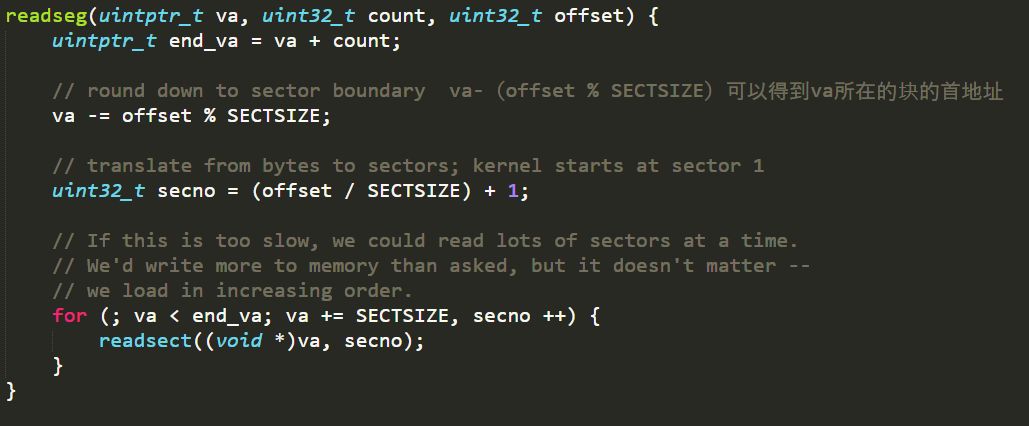 readseg(uintptr_t va, uint32_t count, uint32_t offset) {
    uintptr_t end_va = va + count;
    // round down to sector boundary  va-（offset % SECTSIZE）可以得到va所在的块的首地址
    va -= offset % SECTSIZE;
    // translate from bytes to sectors; kernel starts at sector 1
    uint32_t secno = (offset / SECTSIZE) + 1;
    // If this is too slow, we could read lots of sectors at a time.
    // We'd write more to memory than asked, but it doesn't matter --
    // we load in increasing order.
    for (; va < end_va; va += SECTSIZE, secno ++) {
        readsect((void *)va, secno);
    }
}